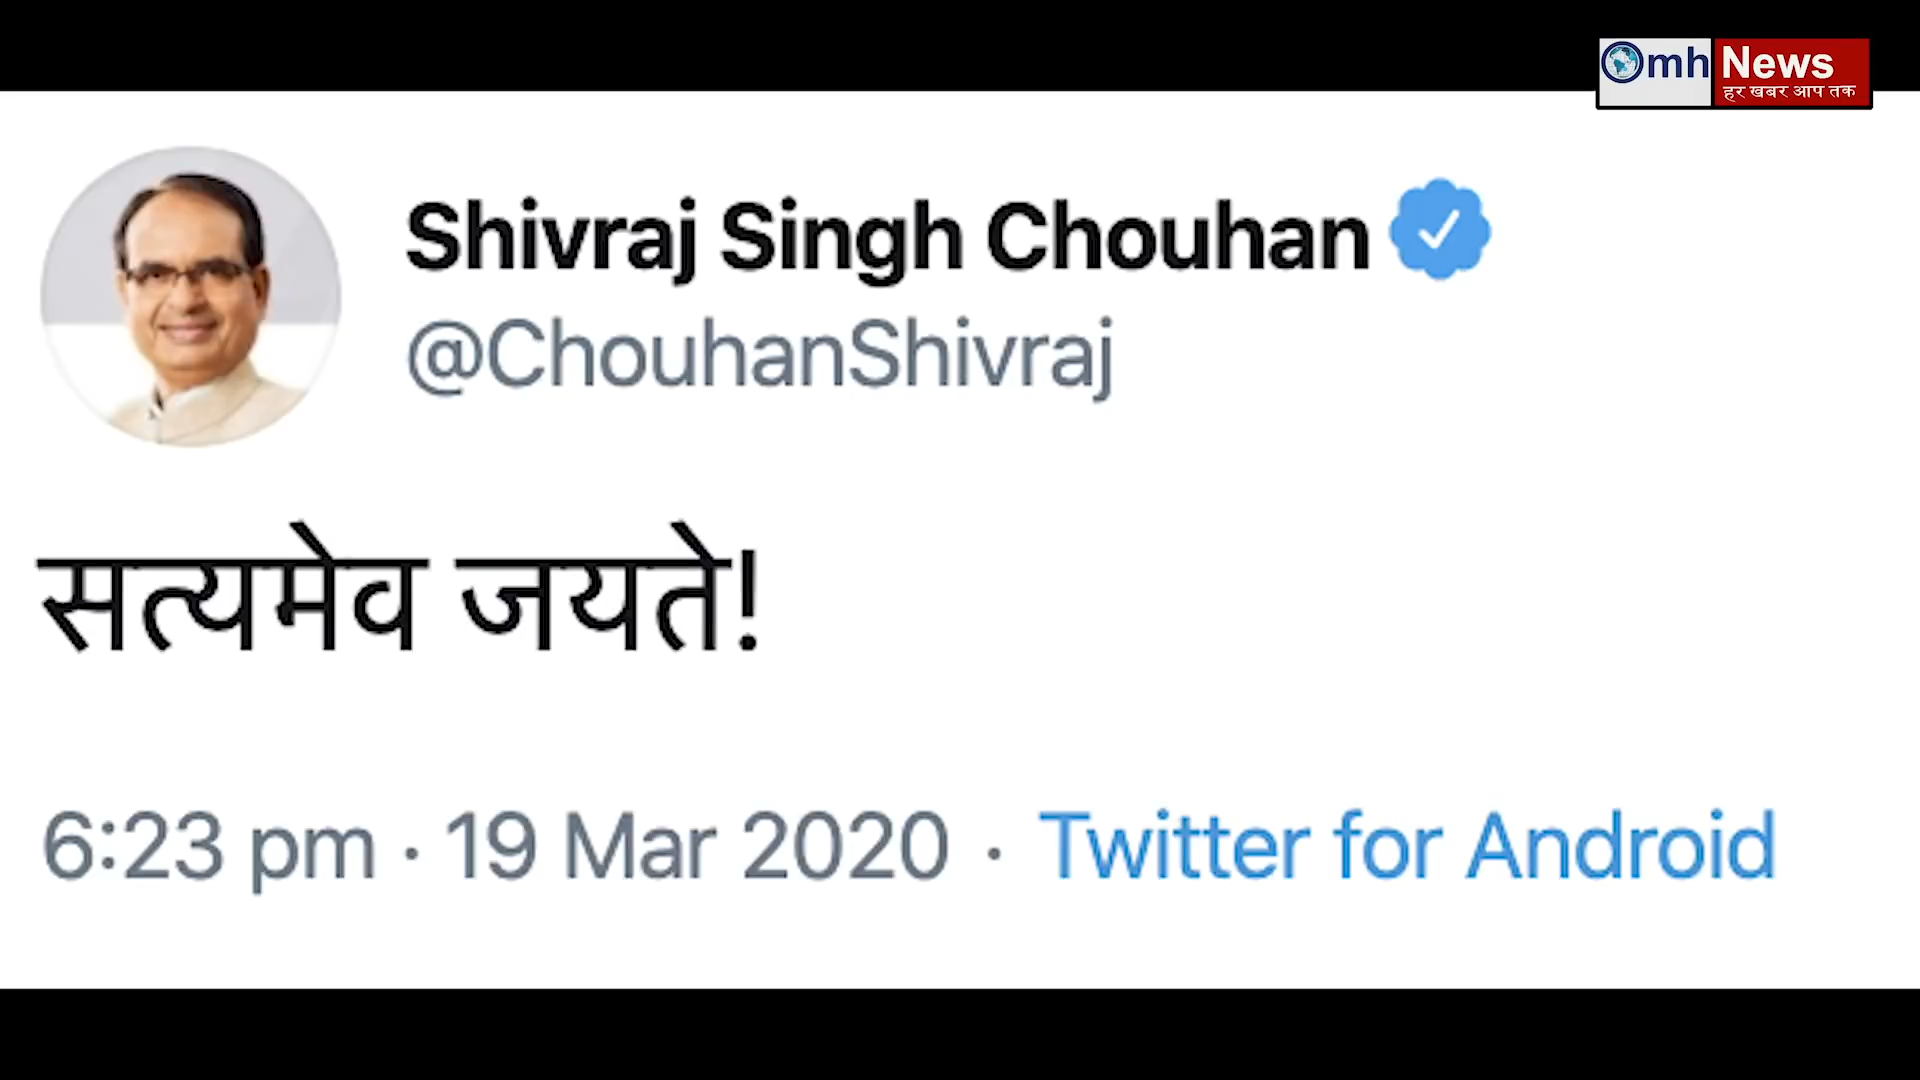 Omh News
हर खबर आप तक
Shivraj Singh Chouhan
@ChouhanShivraj
सत्यमेव जयते!
6:23 pm · 19 Mar 2020 · Twitter for Android